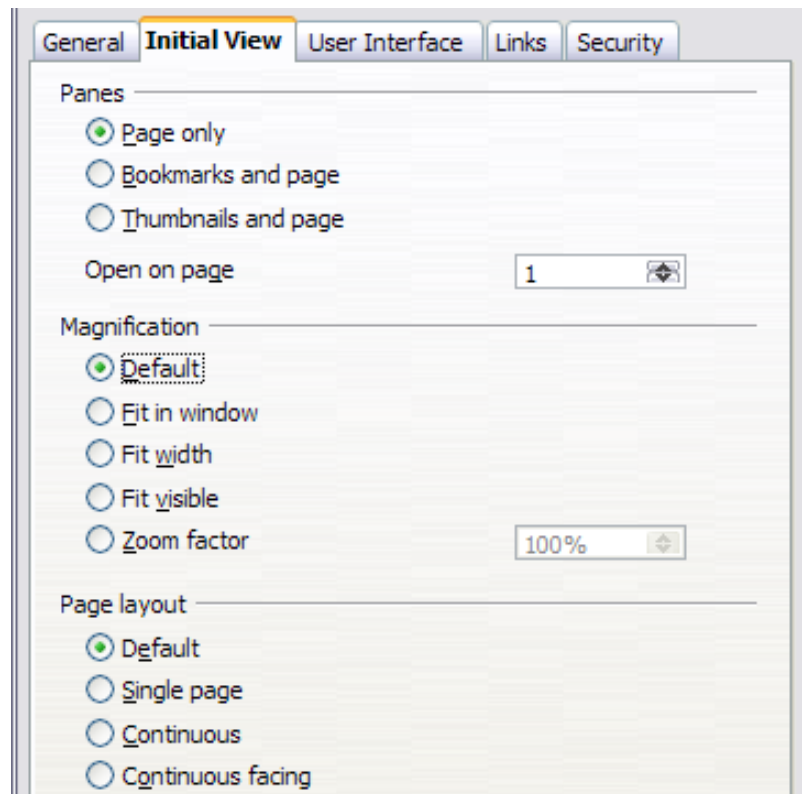 General Initial View User Interface Links Security
Panes
Page only
Bookmarks and page
Thumbnails and page
Open on page 1
Magnification
Default
Fit in window
Fit width
Fit visible
Zoom factor 100%
Page layout
Default
Single page
Continuous
Continuous facing